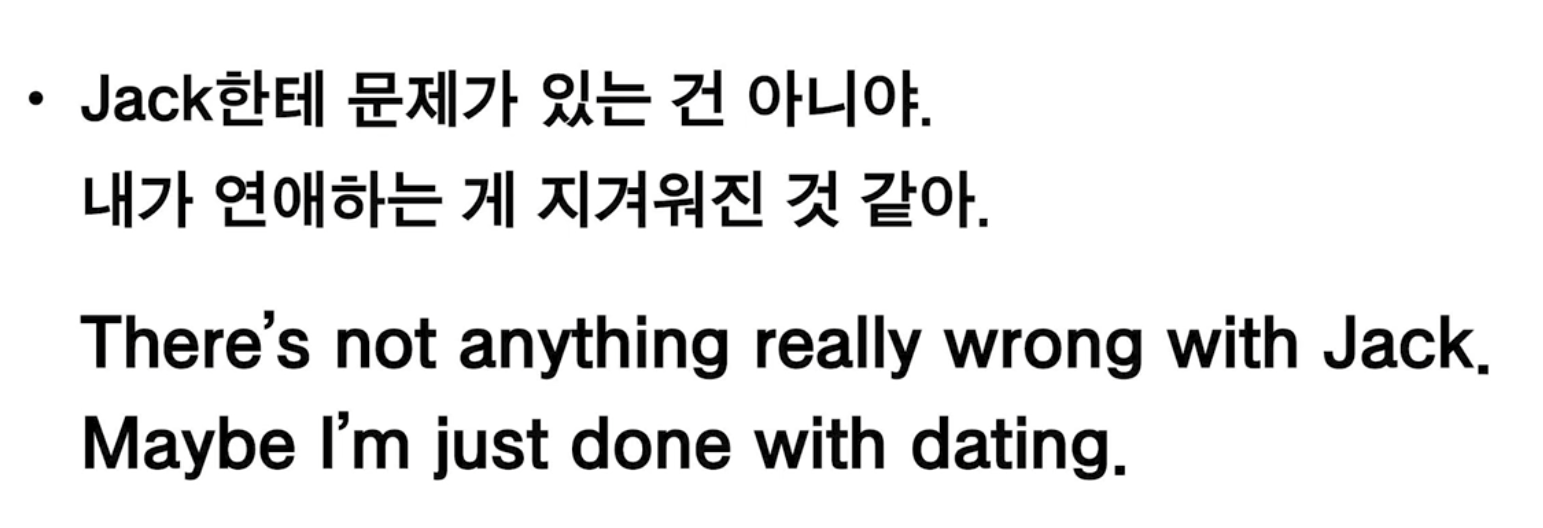 • Jack한테 문제가 있는 건 아니야.
내가 연애하는 게 지겨워진 것 같아.
There’s not anything really wrong with Jack.
Maybe I’m just done with dating.